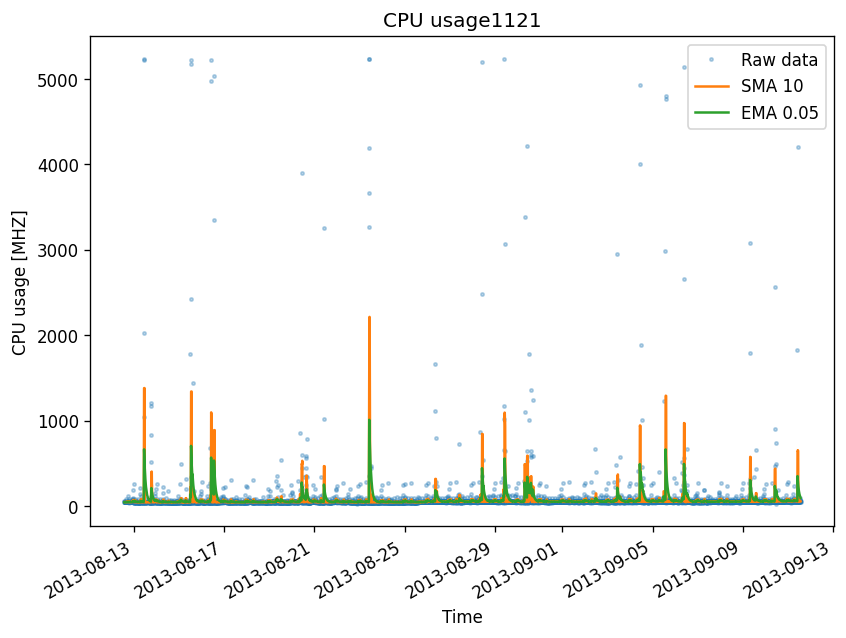 CPU usage1121
Raw data
SMA 10
EMA 0.05
CPU usage [MHZ]
5000
4000
3000
2000
1000
0
2013-08-13
2013-08-17
2013-08-21
2013-08-25
2013-08-29
2013-09-01
2013-09-05
2013-09-09
2013-09-13
Time